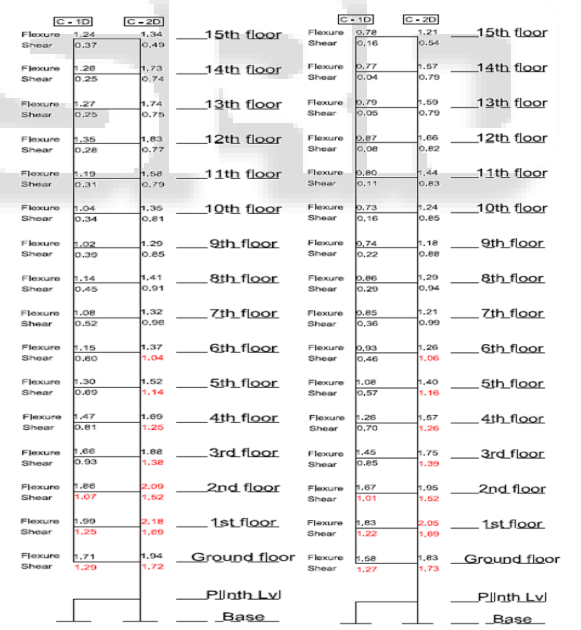 C - 1D C - 2D C - 1D C - 2D
Flexure 1.24 1.34 15th floor Flexure 0.78 1.21 15th floor
Shear 0.37 0.49 Shear 0.16 0.54
Flexure 1.28 1.73 14th floor Flexure 0.77 1.57 14th floor
Shear 0.25 0.74 Shear 0.04 0.79
Flexure 1.27 1.74 13th floor Flexure 0.79 1.59 13th floor
Shear 0.25 0.75 Shear 0.05 0.79
Flexure 1.35 1.83 12th floor Flexure 0.87 1.66 12th floor
Shear 0.28 0.77 Shear 0.08 0.82
Flexure 1.19 1.58 11th floor Flexure 0.80 1.44 11th floor
Shear 0.31 0.79 Shear 0.11 0.83
Flexure 1.04 1.35 10th floor Flexure 0.73 1.24 10th floor
Shear 0.34 0.81 Shear 0.16 0.85
Flexure 1.02 1.29 9th floor Flexure 0.74 1.18 9th floor
Shear 0.39 0.85 Shear 0.22 0.88
Flexure 1.14 1.41 8th floor Flexure 0.86 1.29 8th floor
Shear 0.45 0.91 Shear 0.29 0.94
Flexure 1.08 1.32 7th floor Flexure 0.85 1.21 7th floor
Shear 0.52 0.96 Shear 0.36 0.99
Flexure 1.15 1.37 6th floor Flexure 0.93 1.26 6th floor
Shear 0.60 1.04 Shear 0.46 1.06
Flexure 1.30 1.52 5th floor Flexure 1.08 1.40 5th floor
Shear 0.69 1.14 Shear 0.57 1.16
Flexure 1.47 1.69 4th floor Flexure 1.26 1.57 4th floor
Shear 0.81 1.25 Shear 0.70 1.26
Flexure 1.66 1.88 3rd floor Flexure 1.45 1.75 3rd floor
Shear 0.93 1.38 Shear 0.85 1.39
Flexure 1.86 2.09 2nd floor Flexure 1.67 1.95 2nd floor
Shear 1.07 1.52 Shear 1.01 1.52
Flexure 1.99 2.18 1st floor Flexure 1.83 2.05 1st floor
Shear 1.25 1.69 Shear 1.22 1.69
Flexure 1.71 1.94 Ground floor Flexure 1.58 1.83 Ground floor
Shear 1.29 1.72 Shear 1.27 1.73
Plinth Lvl Plinth Lvl
Base Base